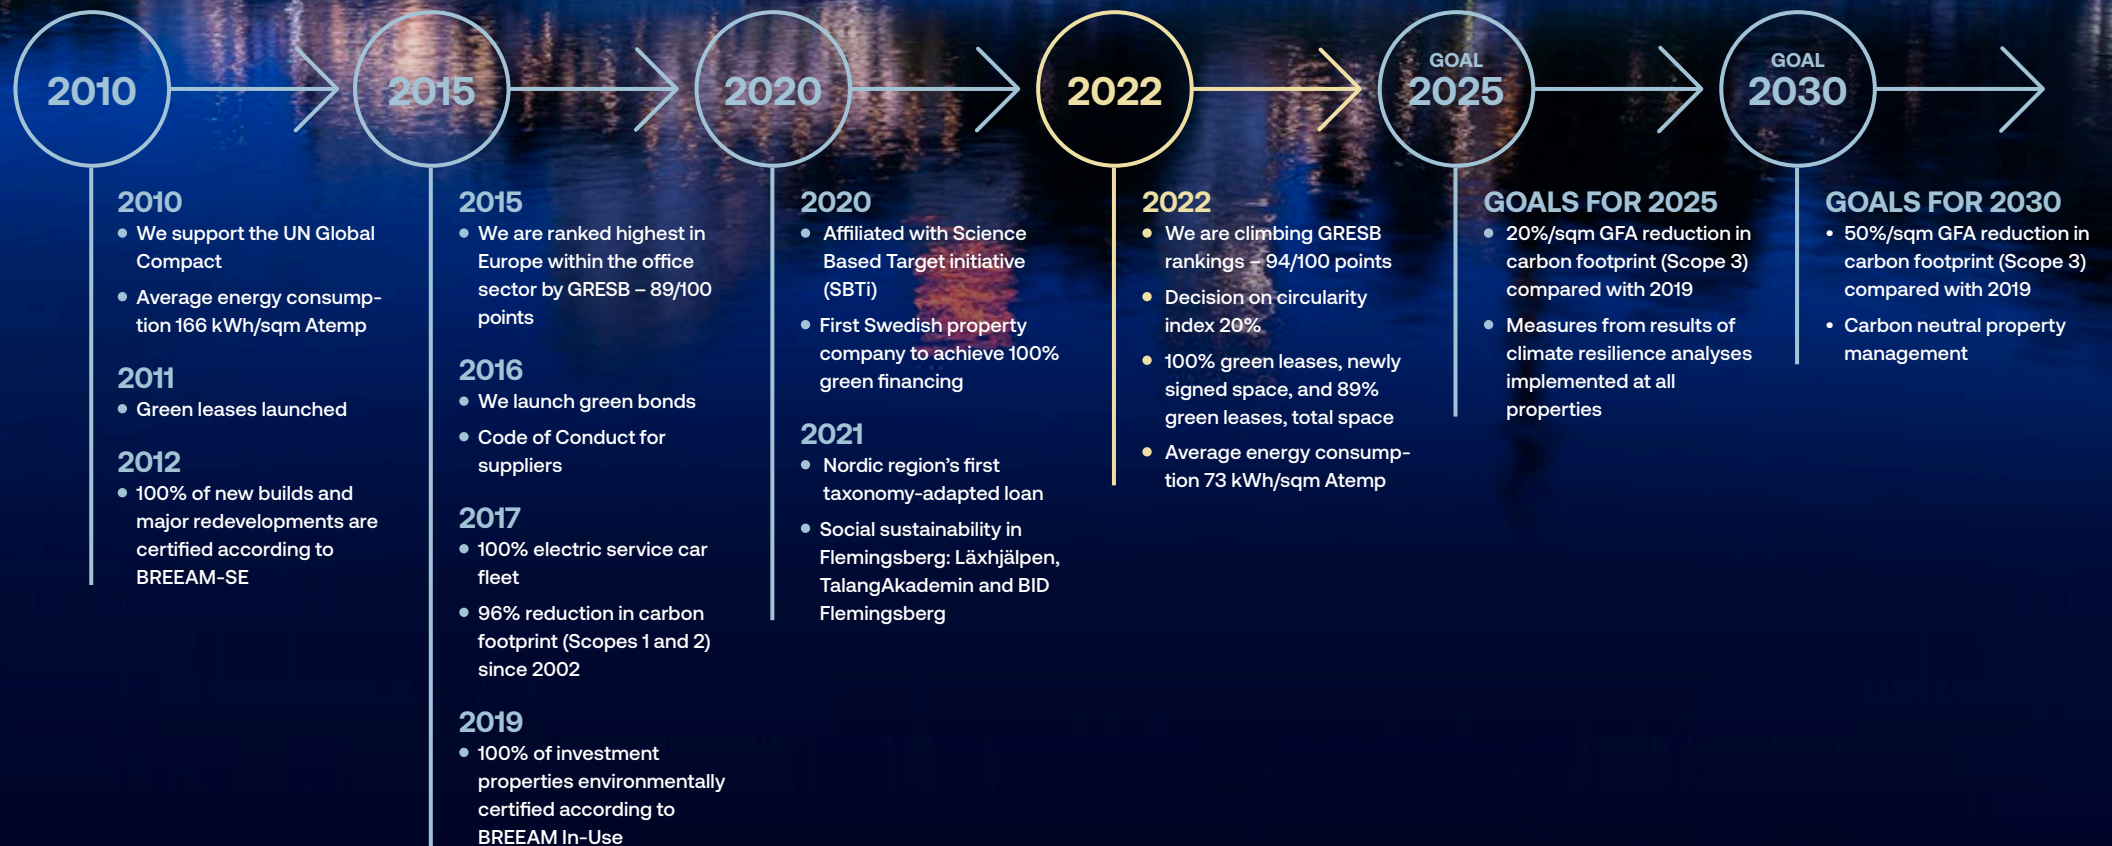 2010
2015
2020
2022
GOAL
2025
GOAL
2030
2010
We support the UN Global
Compact
Average energy consump-
tion 166 kWh/sqm Atemp
2011
Green leases launched
2012
100% of new builds and
major redevelopments are
certified according to
BREEAM-SE
2015
We are ranked highest in
Europe within the office
sector by GRESB – 89/100
points
2016
We launch green bonds
Code of Conduct for
suppliers
2017
100% electric service car
fleet
96% reduction in carbon
footprint (Scopes 1 and 2)
since 2002
2019
100% of investment
properties environmentally
certified according to
BREEAM In-Use
2020
Affiliated with Science
Based Target initiative
(SBTi)
First Swedish property
company to achieve 100%
green financing
2021
Nordic region’s first
taxonomy-adapted loan
Social sustainability in
Flemingsberg: Läxhjälpen,
TalangAkademin and BID
Flemingsberg
2022
We are climbing GRESB
rankings – 94/100 points
Decision on circularity
index 20%
100% green leases, newly
signed space, and 89%
green leases, total space
Average energy consump-
tion 73 kWh/sqm Atemp
GOALS FOR 2025
20%/sqm GFA reduction in
carbon footprint (Scope 3)
compared with 2019
Measures from results of
climate resilience analyses
implemented at all
properties
GOALS FOR 2030
50%/sqm GFA reduction in
carbon footprint (Scope 3)
compared with 2019
Carbon neutral property
management